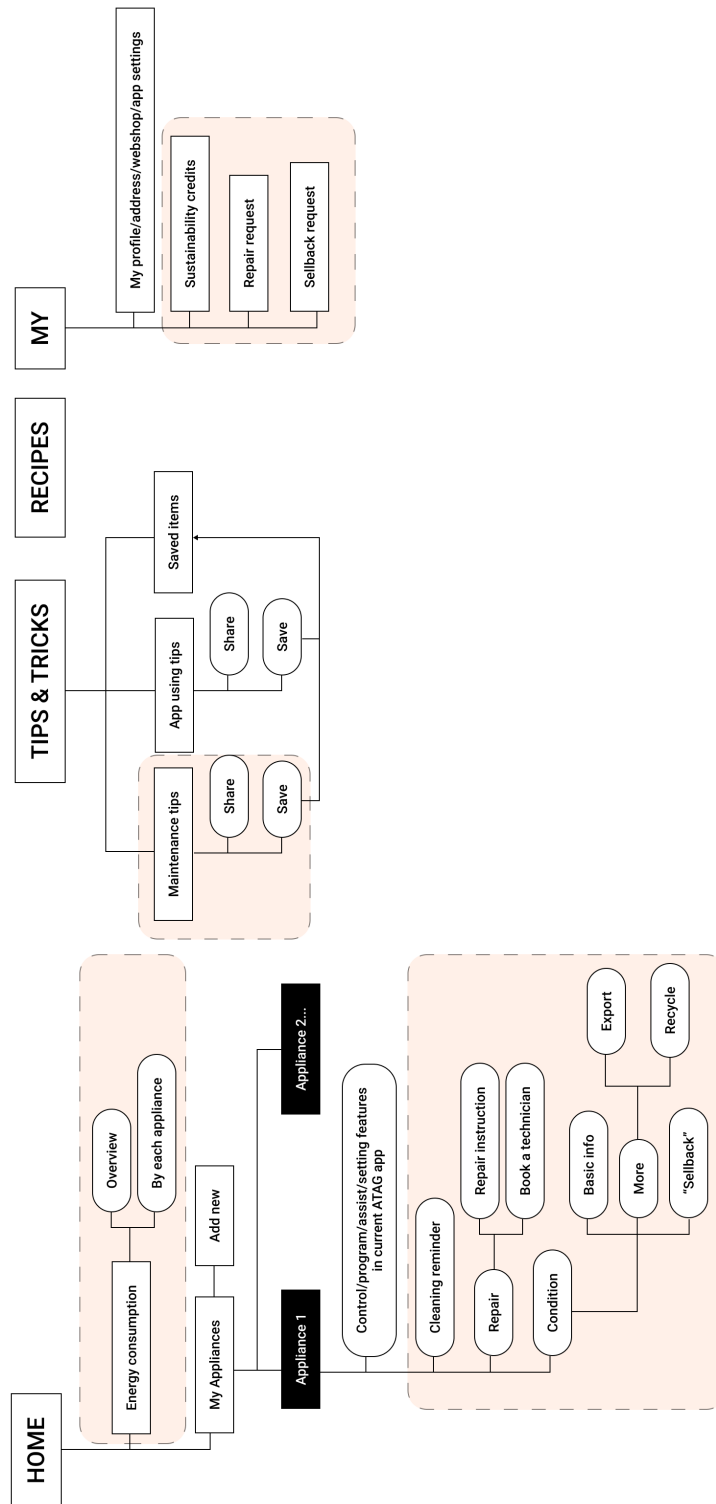 HOME
Energy consumption
Overview
By each appliance
My Appliances
Add new
Appliance 1
Appliance 2...
Control/program/assist/setting features
in current ATAG app
Cleaning reminder
Repair
Repair instruction
Book a technician
Condition
Basic info
More
"Sellback"
Export
Recycle
TIPS & TRICKS
Maintenance tips
Share
Save
App using tips
Share
Save
Saved items
RECIPES
MY
My profile/address/webshop/app settings
Sustainability credits
Repair request
Sellback request